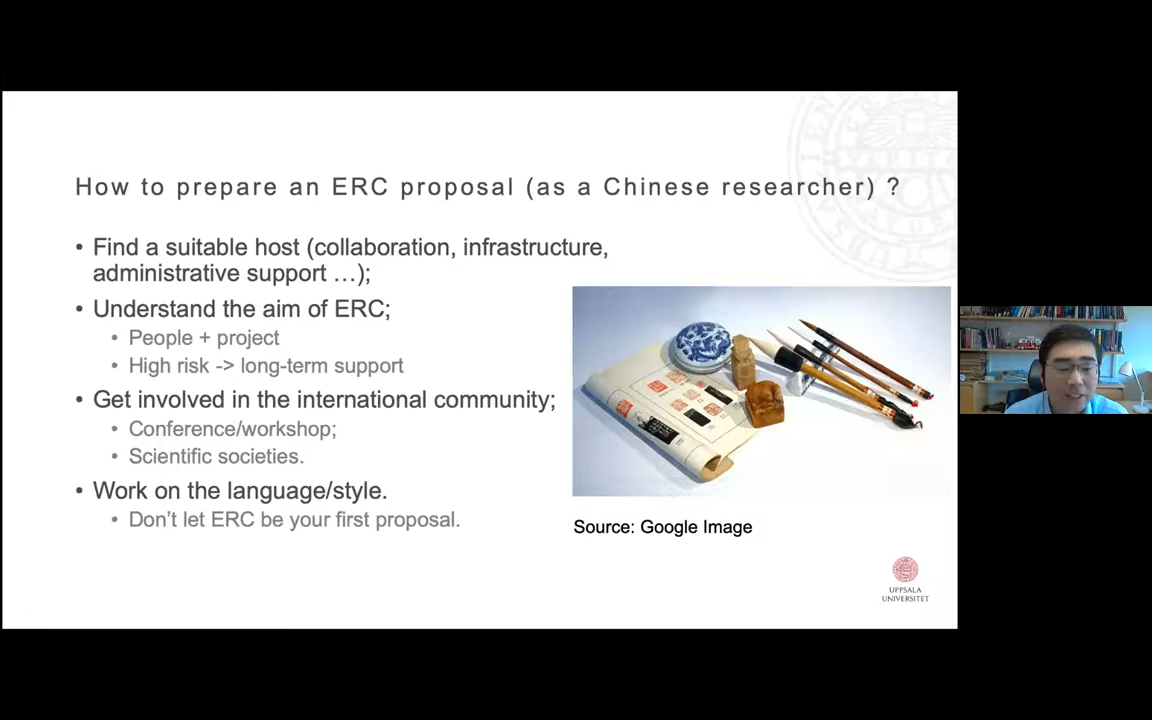 How to prepare an ERC proposal (as a Chinese researcher) ?
• Find a suitable host (collaboration, infrastructure,
administrative support …);
• Understand the aim of ERC;
• People + project
• High risk -> long-term support
• Get involved in the international community;
• Conference/workshop;
• Scientific societies.
• Work on the language/style.
• Don’t let ERC be your first proposal.
Source: Google Image
UPPSALA
UNIVERSITET